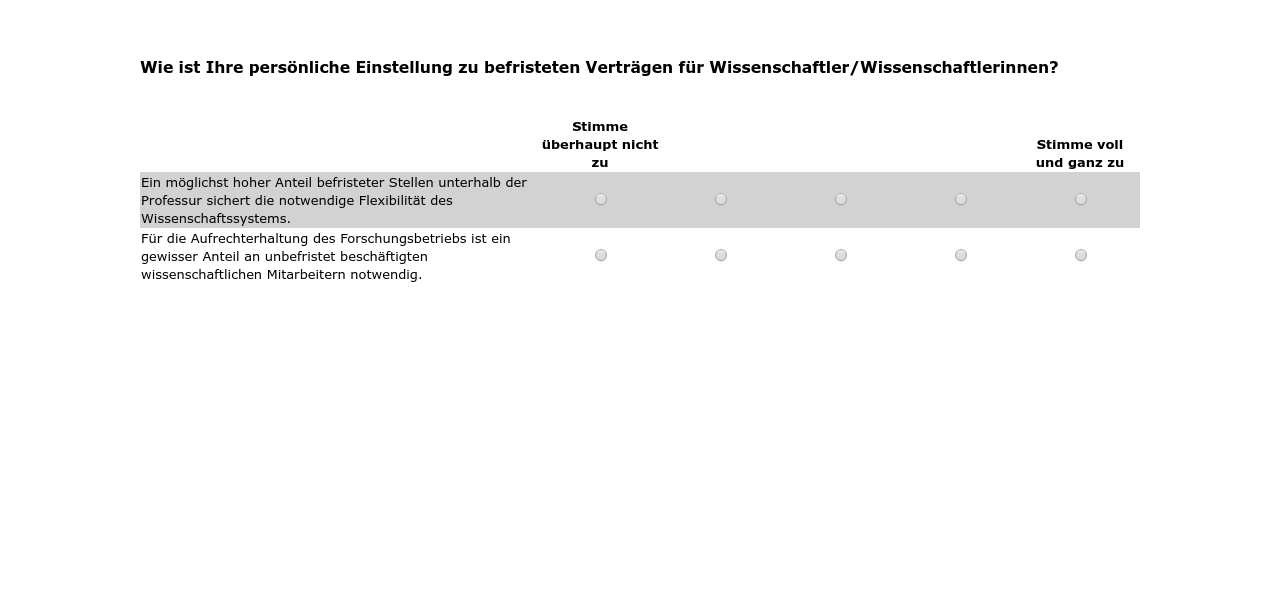 Wie ist Ihre persönliche Einstellung zu befristeten Verträgen für Wissenschaftler/Wissenschaftlerinnen?
Stimme
überhaupt nicht
zu
Stimme voll
und ganz zu
Ein möglichst hoher Anteil befristeter Stellen unterhalb der
Professur sichert die notwendige Flexibilität des
Wissenschaftssystems.
Für die Aufrechterhaltung des Forschungsbetriebs ist ein
gewisser Anteil an unbefristet beschäftigten
wissenschaftlichen Mitarbeitern notwendig.